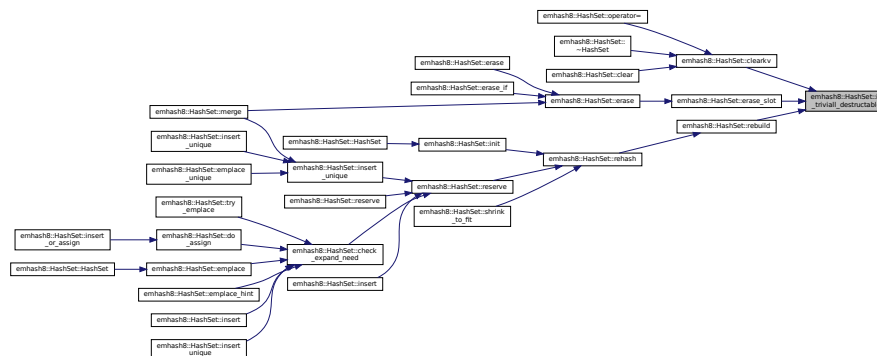 emhash8::HashSet::operator=
emhash8::HashSet::
~HashSet
emhash8::HashSet::clearkv
emhash8::HashSet::erase
emhash8::HashSet::clear
emhash8::HashSet::erase_if
emhash8::HashSet::i
_triviall_destructable
emhash8::HashSet::erase
emhash8::HashSet::erase_slot
emhash8::HashSet::merge
emhash8::HashSet::rebuild
emhash8::HashSet::insert
_unique
emhash8::HashSet::HashSet
emhash8::HashSet::init
emhash8::HashSet::rehash
emhash8::HashSet::emplace
_unique
emhash8::HashSet::insert
_unique
emhash8::HashSet::reserve
emhash8::HashSet::reserve
emhash8::HashSet::try
_emplace
emhash8::HashSet::shrink
_to_fit
emhash8::HashSet::insert
_or_assign
emhash8::HashSet::do
_assign
emhash8::HashSet::check
_expand_need
emhash8::HashSet::HashSet
emhash8::HashSet::emplace
emhash8::HashSet::insert
emhash8::HashSet::emplace_hint
emhash8::HashSet::insert
emhash8::HashSet::insert
_unique